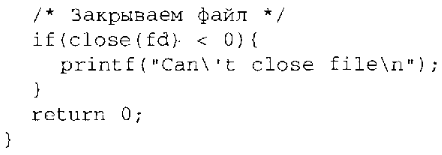 /* Закрываем файл */
if(close(fd) < 0){
printf("Can\'t close file\n");
}
return 0;
}